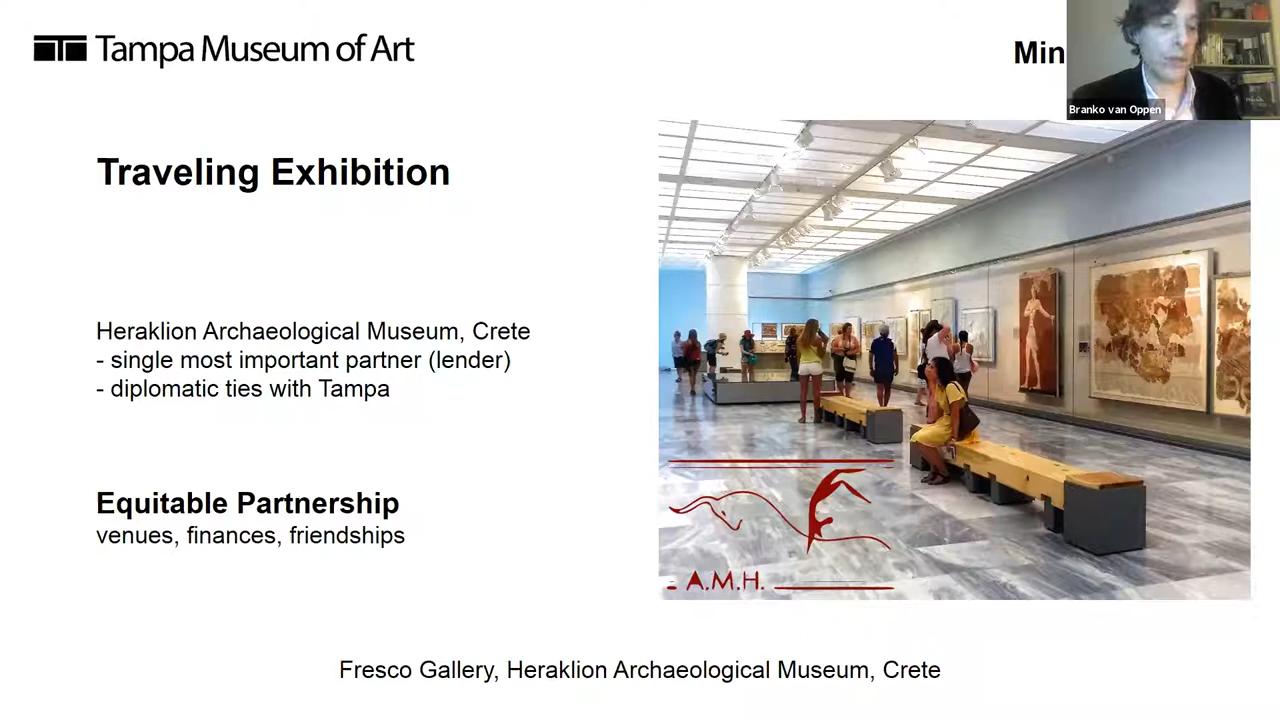 Tampa Museum of Art
Min
Branko van Oppen
Traveling Exhibition
Heraklion Archaeological Museum, Crete
- single most important partner (lender)
- diplomatic ties with Tampa
Equitable Partnership
venues, finances, friendships
A.M.H.
Fresco Gallery, Heraklion Archaeological Museum, Crete